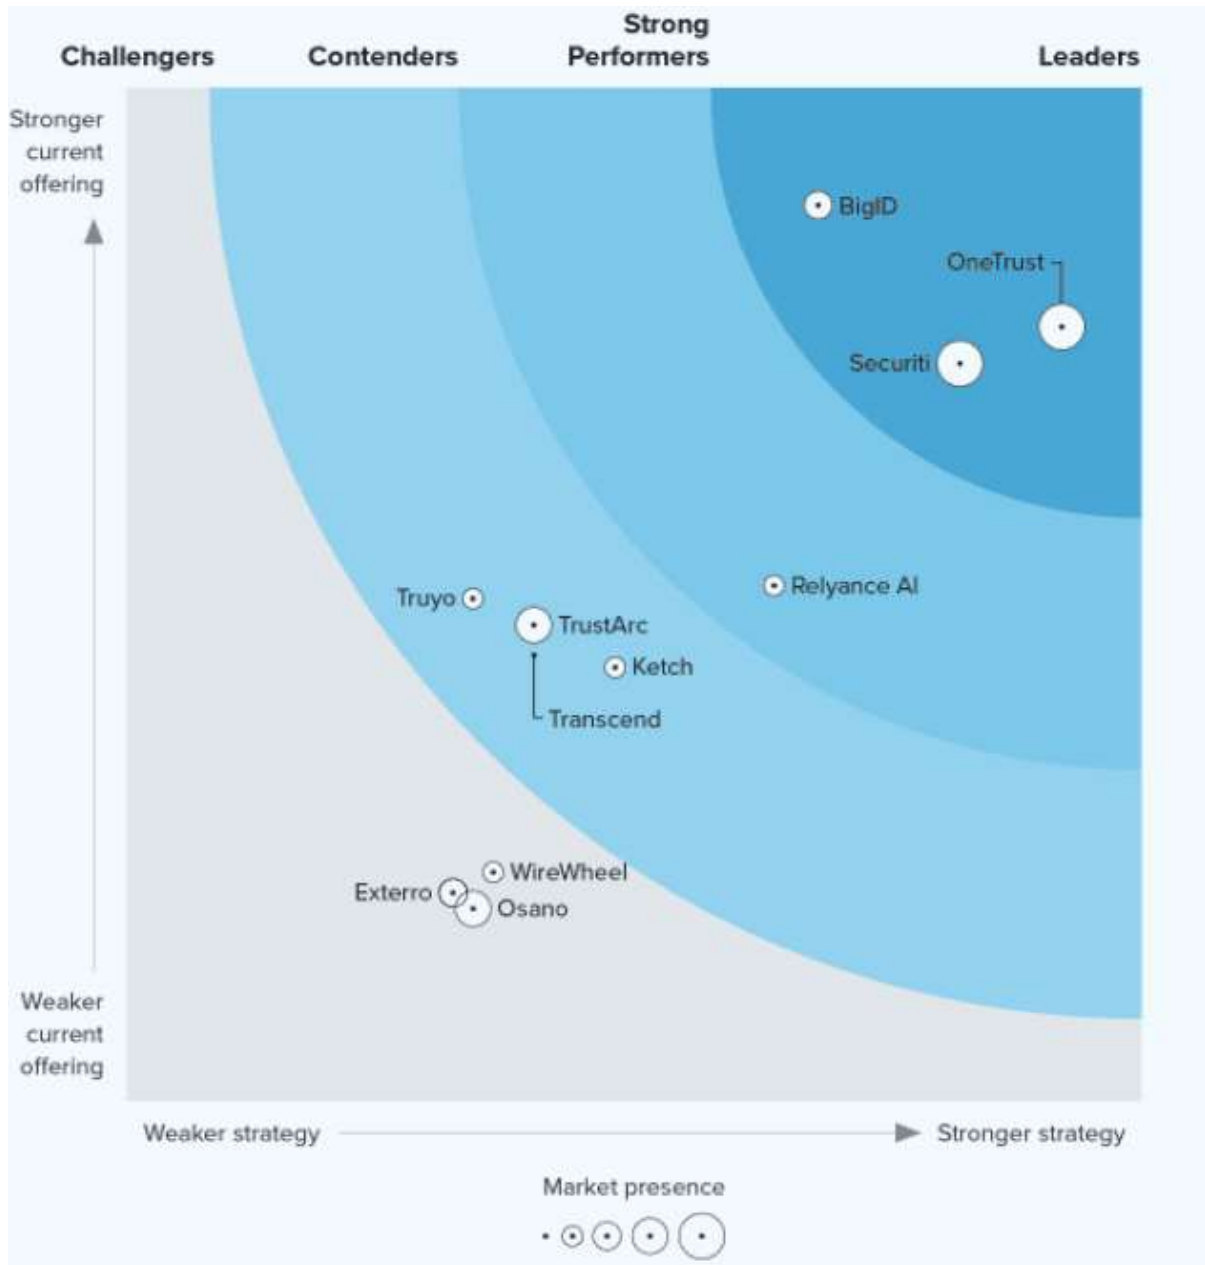 Challengers
Contenders
Strong
Performers
Leaders
Stronger
current
offering
BigID
OneTrust
Securiti
Relyance AI
Truyo
TrustArc
Ketch
Transcend
WireWheel
Exterro
Osano
Weaker
current
offering
Weaker strategy
Stronger strategy
Market presence